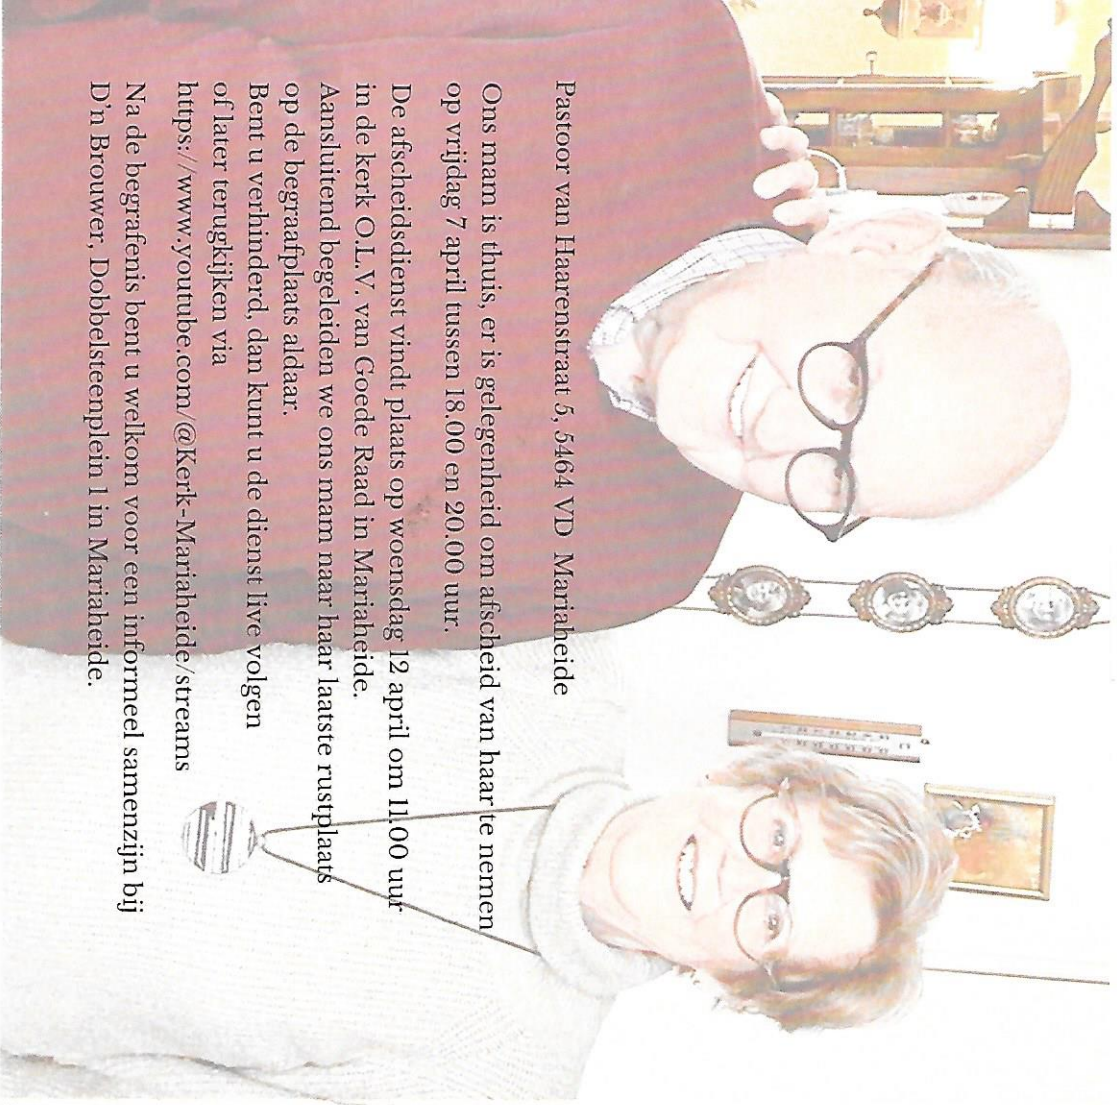 Pastoor van Haarenstraat 5, 5464 VD  Mariaheide
Ons mam is thuis, er is gelegenheid om afscheid van haar te nemen
op vrijdag 7 april tussen 18.00 en 20.00 uur.
De afscheidsdienst vindt plaats op woensdag 12 april om 11.00 uur
in de kerk O.L.V. van Goede Raad in Mariaheide.
Aansluitend begeleiden we ons mam naar haar laatste rustplaats
op de begraafplaats aldaar.
Bent u verhinderd, dan kunt u de dienst live volgen
of later terugkijken via
https://www.youtube.com/@Kerk-Mariaheide/streams
Na de begrafenis bent u welkom voor een informeel samenzijn bij
D'n Brouwer, Dobbelsteenplein 1 in Mariaheide.